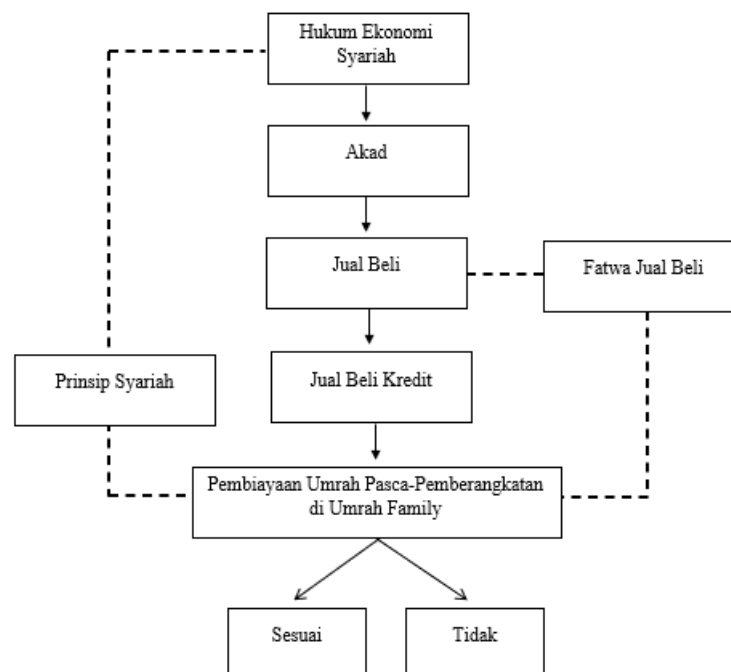 Hukum Ekonomi
Syariah
Akad
Jual Beli
Fatwa Jual Beli
Prinsip Syariah
Jual Beli Kredit
Pembiayaan Umrah Pasca-Pemberangkatan
di Umrah Family
Sesuai
Tidak